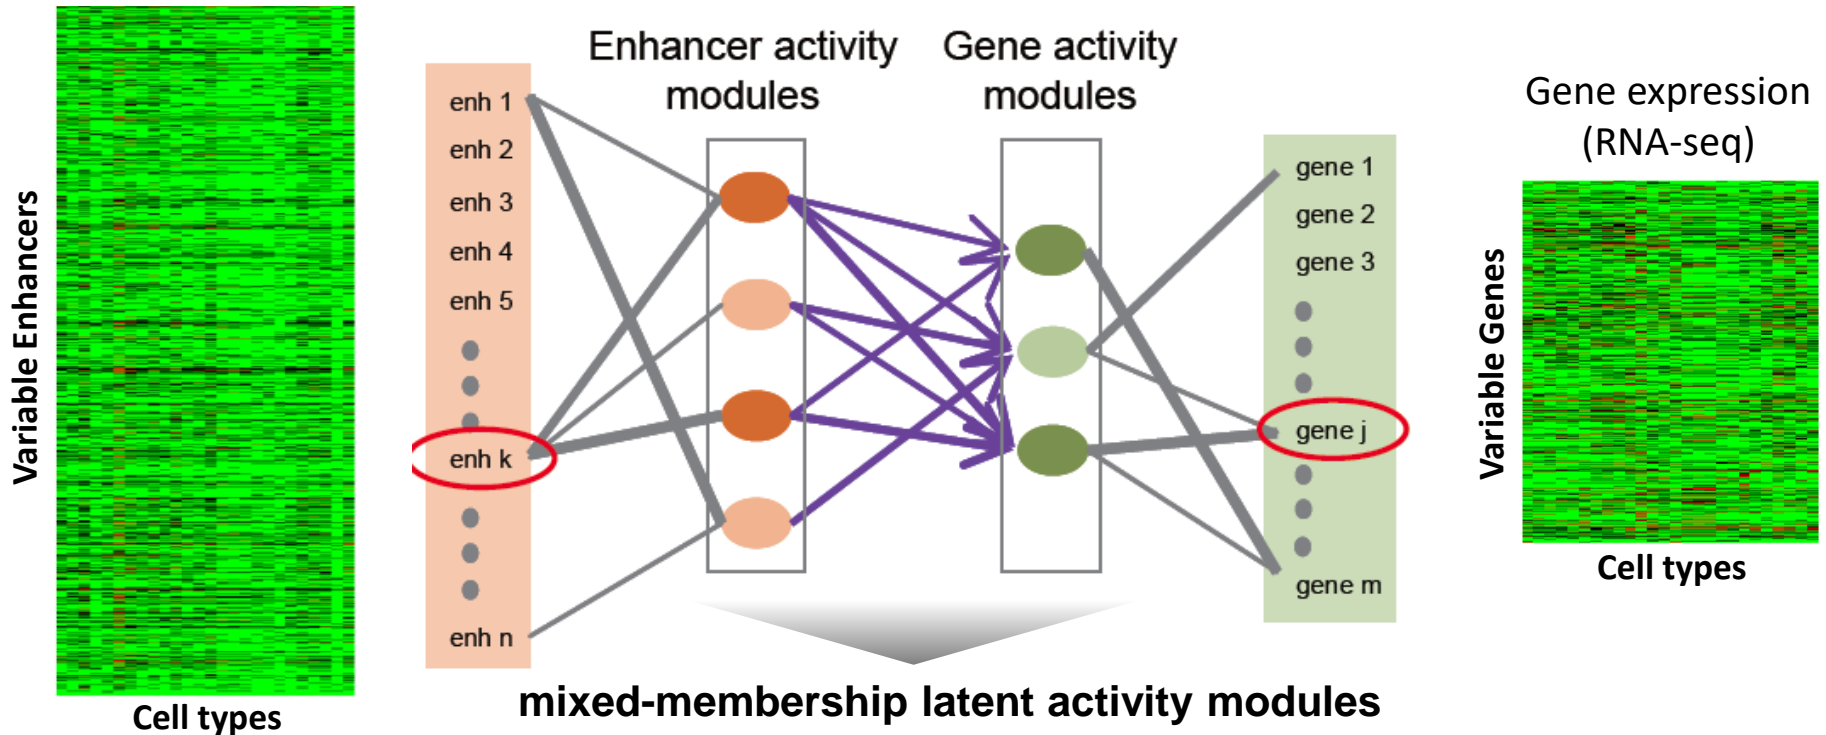 Variable Enhancers
Cell types
Enhancer activity
modules
Gene activity
modules
enh 1
enh 2
enh 3
enh 4
enh 5
enh k
enh n
gene 1
gene 2
gene 3
gene j
gene m
mixed-membership latent activity modules
Gene expression
(RNA-seq)
Variable Genes
Cell types